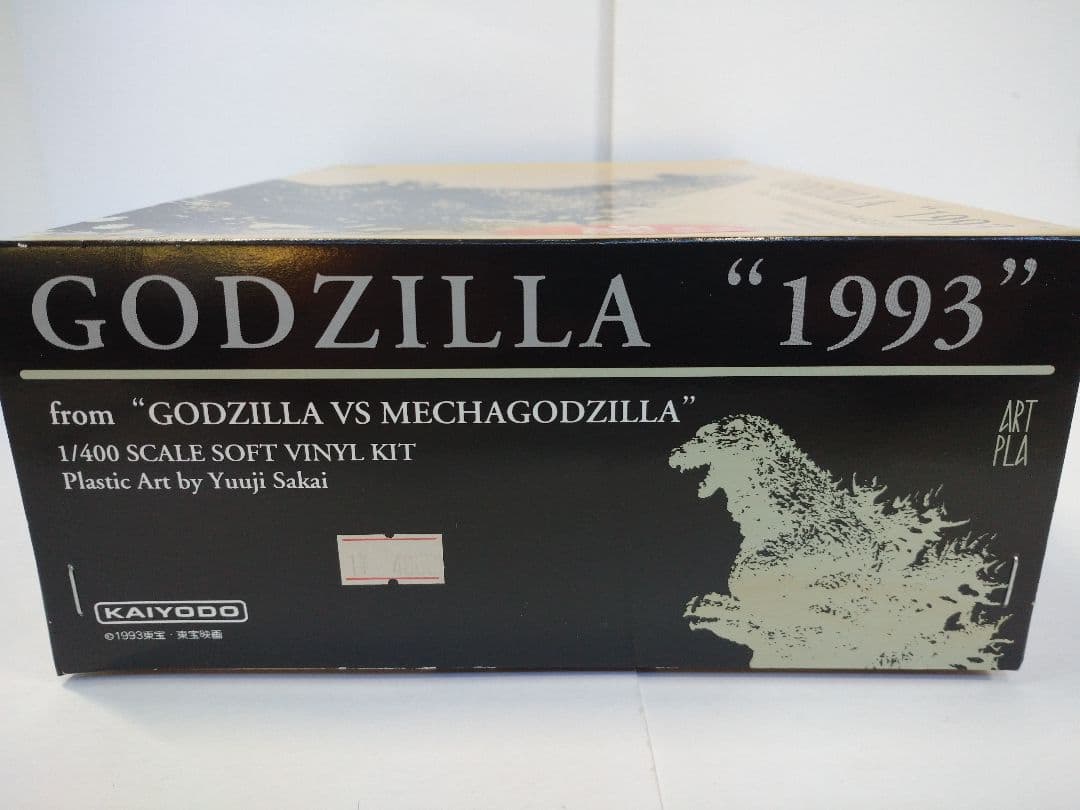 GODZILLA “1993”
from “GODZILLA VS MECHAGODZILLA”
1/400 SCALE SOFT VINYL KIT
Plastic Art by Yuuji Sakai
ART
PLA
KAIYODO
©1993東宝・東宝映画